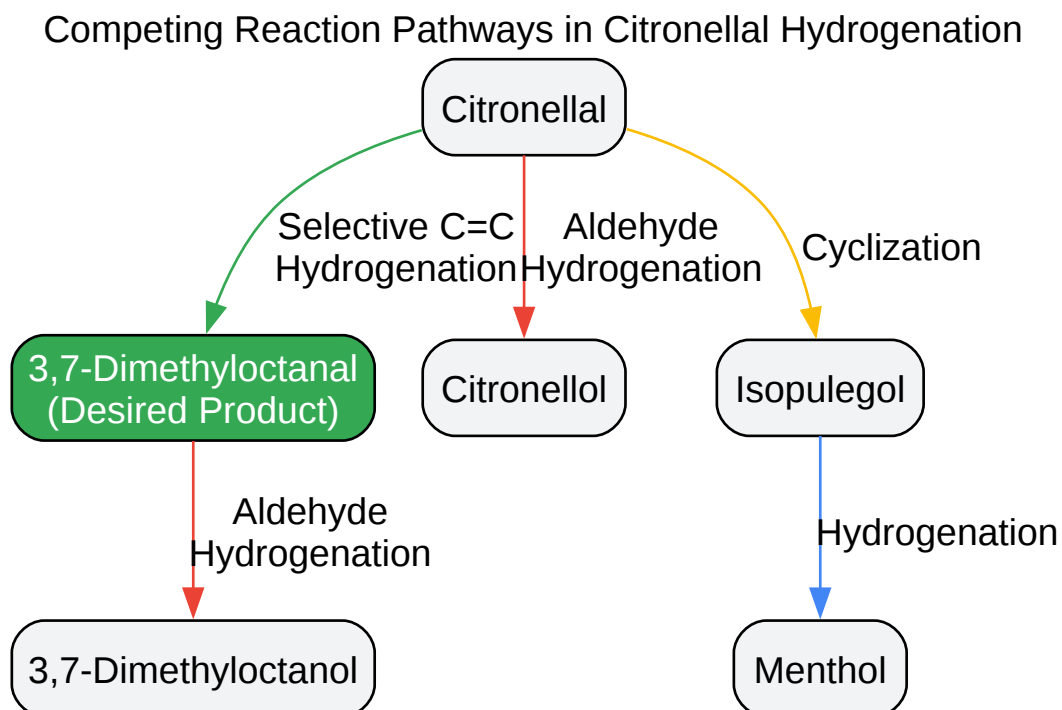 Competing Reaction Pathways in Citronellal Hydrogenation
Citronellal
Selective C=C
Hydrogenation
Aldehyde
Hydrogenation
Cyclization
3,7-Dimethyloctanal
(Desired Product)
Citronellol
Isopulegol
Aldehyde
Hydrogenation
Hydrogenation
3,7-Dimethyloctanol
Menthol